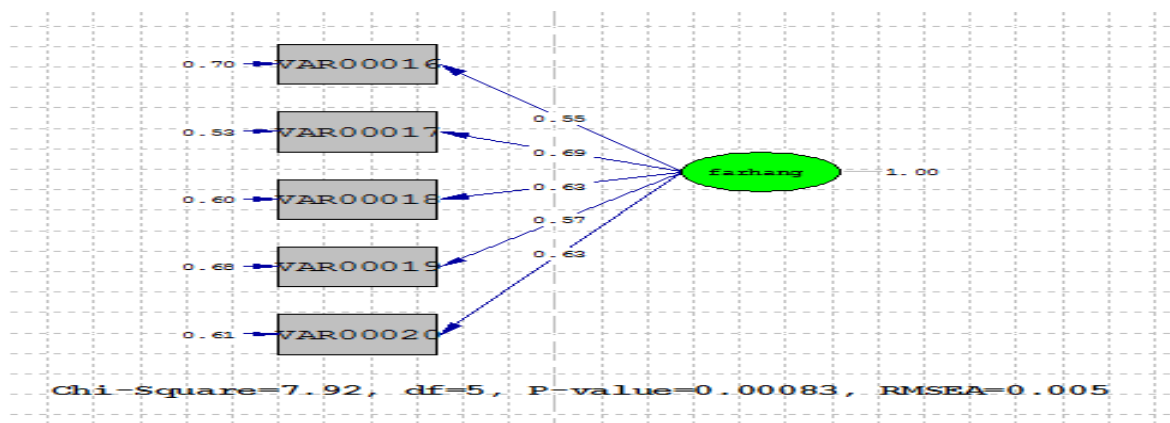 0.70 VAR00016
0.55
0.53 VAR00017
0.69
farhang 1.00
0.63
0.60 VAR00018
0.57
0.63
0.68 VAR00019
0.61 VAR00020
Chi-Square=7.92, df=5, P-value=0.00083, RMSEA=0.005